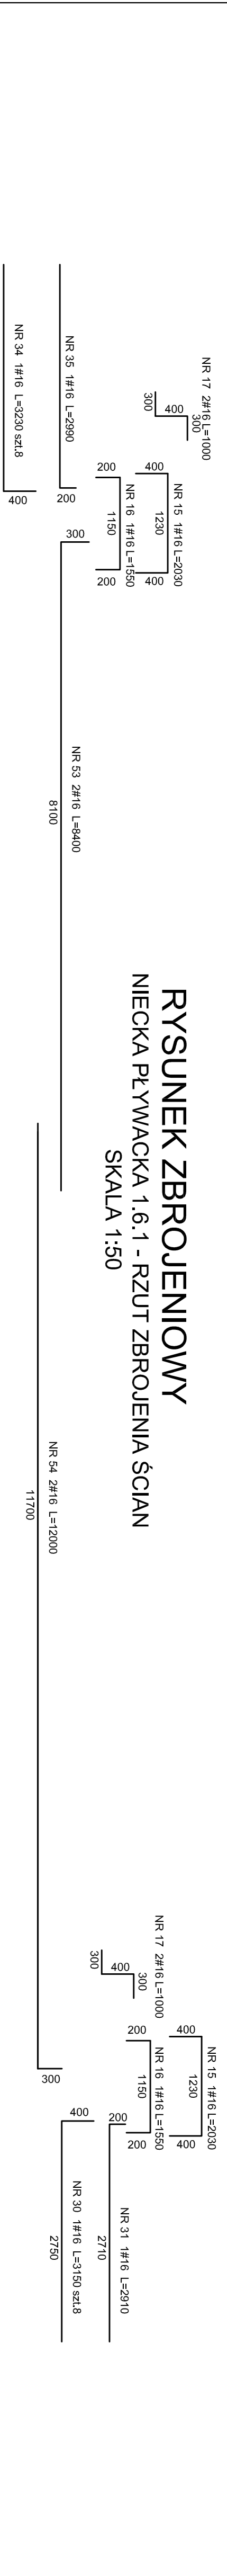 NR 17  2#16 L=1000
300
400
300
NR 15  1#16 L=2030
400
1230
400
NR 16  1#16 L=1550
200
1150
200
NR 35  1#16  L=2990
200
NR 34  1#16  L=3230 szt.8
400
300
NR 53  2#16  L=8400
8100
RYSUNEK ZBROJENIOWY
NIECKA PŁYWACKA 1.6.1 - RZUT ZBROJENIA ŚCIAN
SKALA 1:50
NR 54  2#16  L=12000
11700
300
NR 17  2#16 L=1000
300
400
300
NR 15  1#16 L=2030
400
1230
400
NR 16  1#16 L=1550
200
1150
200
NR 31  1#16  L=2910
200
2710
NR 30  1#16  L=3150 szt.8
400
2750